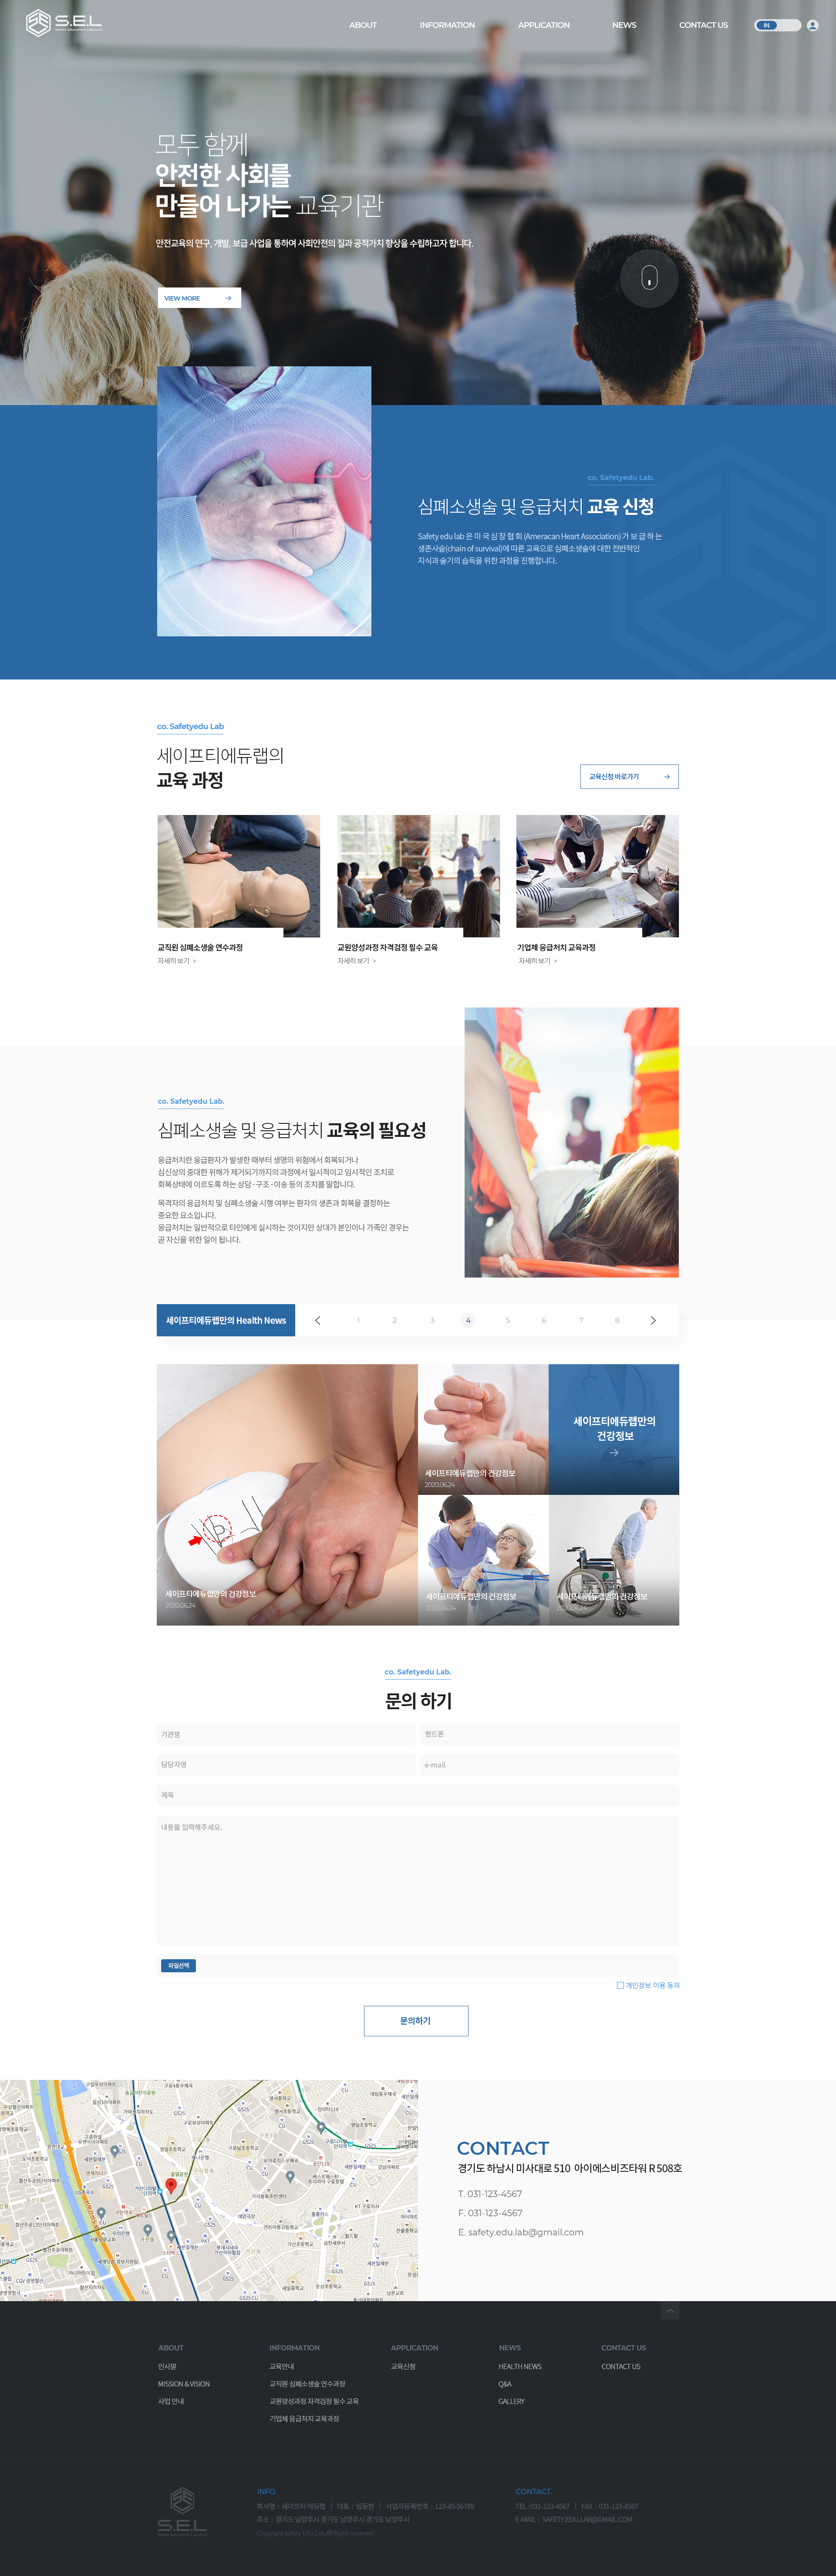 S.E.L
Safety Education Laboratory
ABOUT
INFORMATION
APPLICATION
NEWS
CONTACT US
IN
모두 함께
안전한 사회를
만들어 나가는 교육기관
안전교육의 연구, 개발, 보급 사업을 통하여 사회안전의 질과 공적가치 향상을 수립하고자 합니다.
VIEW MORE
co. Safetyedu Lab.
심폐소생술 및 응급처치 교육 신청
Safety edu lab 은 미 국 심 장 협 회 (Ameracan Heart Association) 가 보 급 하 는
생존사슬(chain of survival)에 따른 교육으로 심폐소생술에 대한 전반적인
지식과 술기의 습득을 위한 과정을 진행합니다.
co. Safetyedu Lab
세이프티에듀랩의
교육 과정
교육신청 바로가기
교직원 심폐소생술 연수과정
자세히 보기 >
교원양성과정 자격검정 필수 교육
자세히 보기 >
기업체 응급처치 교육과정
자세히 보기 >
co. Safetyedu Lab.
심폐소생술 및 응급처치 교육의 필요성
응급처치란 응급환자가 발생한 때부터 생명의 위험에서 회복되거나
심신상의 중대한 위해가 제거되기까지의 과정에서 일시적이고 임시적인 조치로
회복상태에 이르도록 하는 상담·구조·이송 등의 조치를 말합니다.
목격자의 응급처치 및 심폐소생술 시행 여부는 환자의 생존과 회복을 결정하는
중요한 요소입니다.
응급처치는 일반적으로 타인에게 실시하는 것이지만 상대가 본인이나 가족인 경우는
곧 자신을 위한 일이 됩니다.
세이프티에듀랩만의 Health News
1 2 3 4 5 6 7 8
세이프티에듀랩만의 건강정보
2020.06.24
세이프티에듀랩만의 건강정보
2020.06.24
세이프티에듀랩만의
건강정보
세이프티에듀랩만의 건강정보
2020.06.24
세이프티에듀랩만의 건강정보
2020.06.24
co. Safetyedu Lab.
문의 하기
기관명
핸드폰
담당자명
e-mail
제목
내용을 입력해주세요.
파일선택
개인정보 이용 동의
문의하기
CONTACT
경기도 하남시 미사대로 510 아이에스비즈타워 R 508호
T. 031-123-4567
F. 031-123-4567
E. safety.edu.lab@gmail.com
ABOUT
인사말
MISSION & VISION
사업 안내
INFORMATION
교육안내
교직원 심폐소생술 연수과정
교원양성과정 자격검정 필수 교육
기업체 응급처치 교육과정
APPLICATION
교육신청
NEWS
HEALTH NEWS
Q&A
GALLERY
CONTACT US
CONTACT US
S.E.L
INFO.
회사명 : 세이프티에듀랩 | 대표 : 임동현 | 사업자등록번호 : 123-45-56789
주소 : 경기도 남양주시 경기도 남양주시 경기도 남양주시
Copyright safety Edu Lab All Right reserved
CONTACT.
TEL : 031-123-4567 | FAX : 031-123-4567
E-MAIL : SAFETY.EDU.LAB@GMAIL.COM